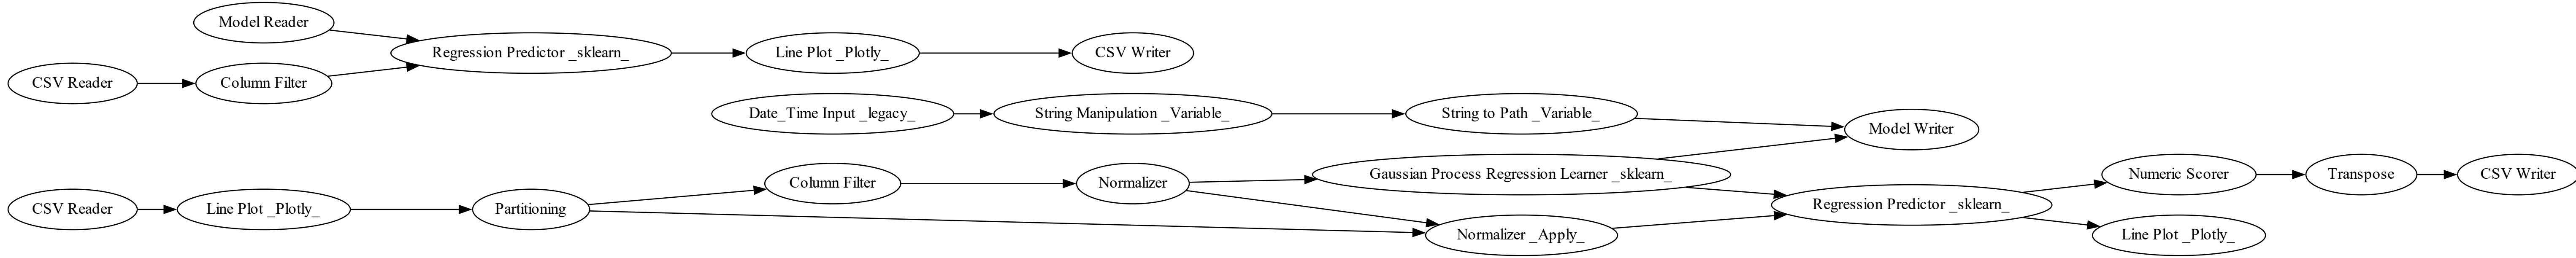 Model Reader
CSV Reader
Column Filter
Regression Predictor _sklearn_
Line Plot _Plotly_
CSV Writer
Date_Time Input _legacy_
String Manipulation _Variable_
String to Path _Variable_
Model Writer
CSV Reader
Line Plot _Plotly_
Partitioning
Column Filter
Normalizer
Gaussian Process Regression Learner _sklearn_
Normalizer _Apply_
Regression Predictor _sklearn_
Numeric Scorer
Transpose
CSV Writer
Line Plot _Plotly_